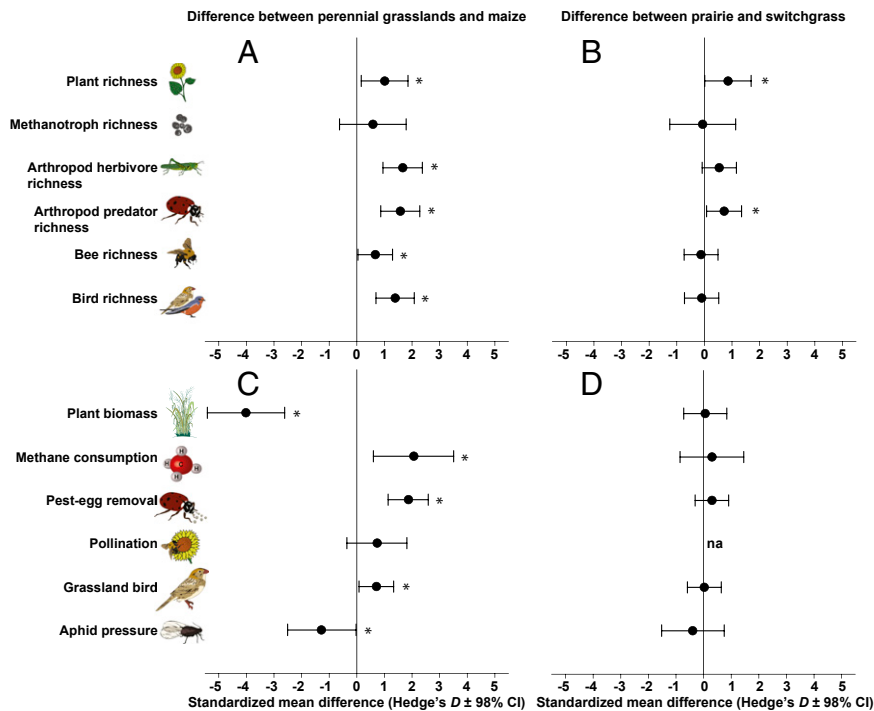 Difference between perennial grasslands and maize
Difference between prairie and switchgrass
A
B
Plant richness
*
*
Methanotroph richness
Arthropod herbivore
richness
*
Arthropod predator
richness
*
*
Bee richness
*
Bird richness
*
-5 -4 -3 -2 -1 0 1 2 3 4 5
-5 -4 -3 -2 -1 0 1 2 3 4 5
C
D
Plant biomass
*
Methane consumption
*
H
H
H
H
Pest-egg removal
*
Pollination
na
Grassland bird
*
Aphid pressure
*
-5 -4 -3 -2 -1 0 1 2 3 4 5
-5 -4 -3 -2 -1 0 1 2 3 4 5
Standardized mean difference (Hedge's D ± 98% CI)
Standardized mean difference (Hedge's D ± 98% CI)